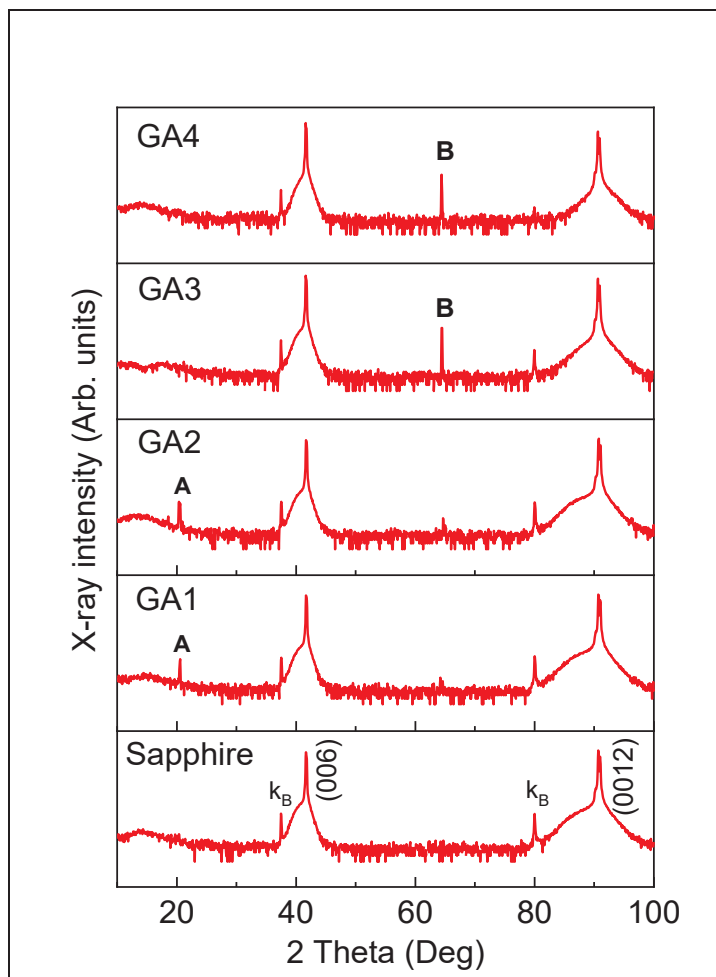 X-ray intensity (Arb. units)
GA4
B
GA3
B
GA2
A
GA1
A
Sapphire
kB
(006)
kB
(0012)
20 40 60 80 100
2 Theta (Deg)